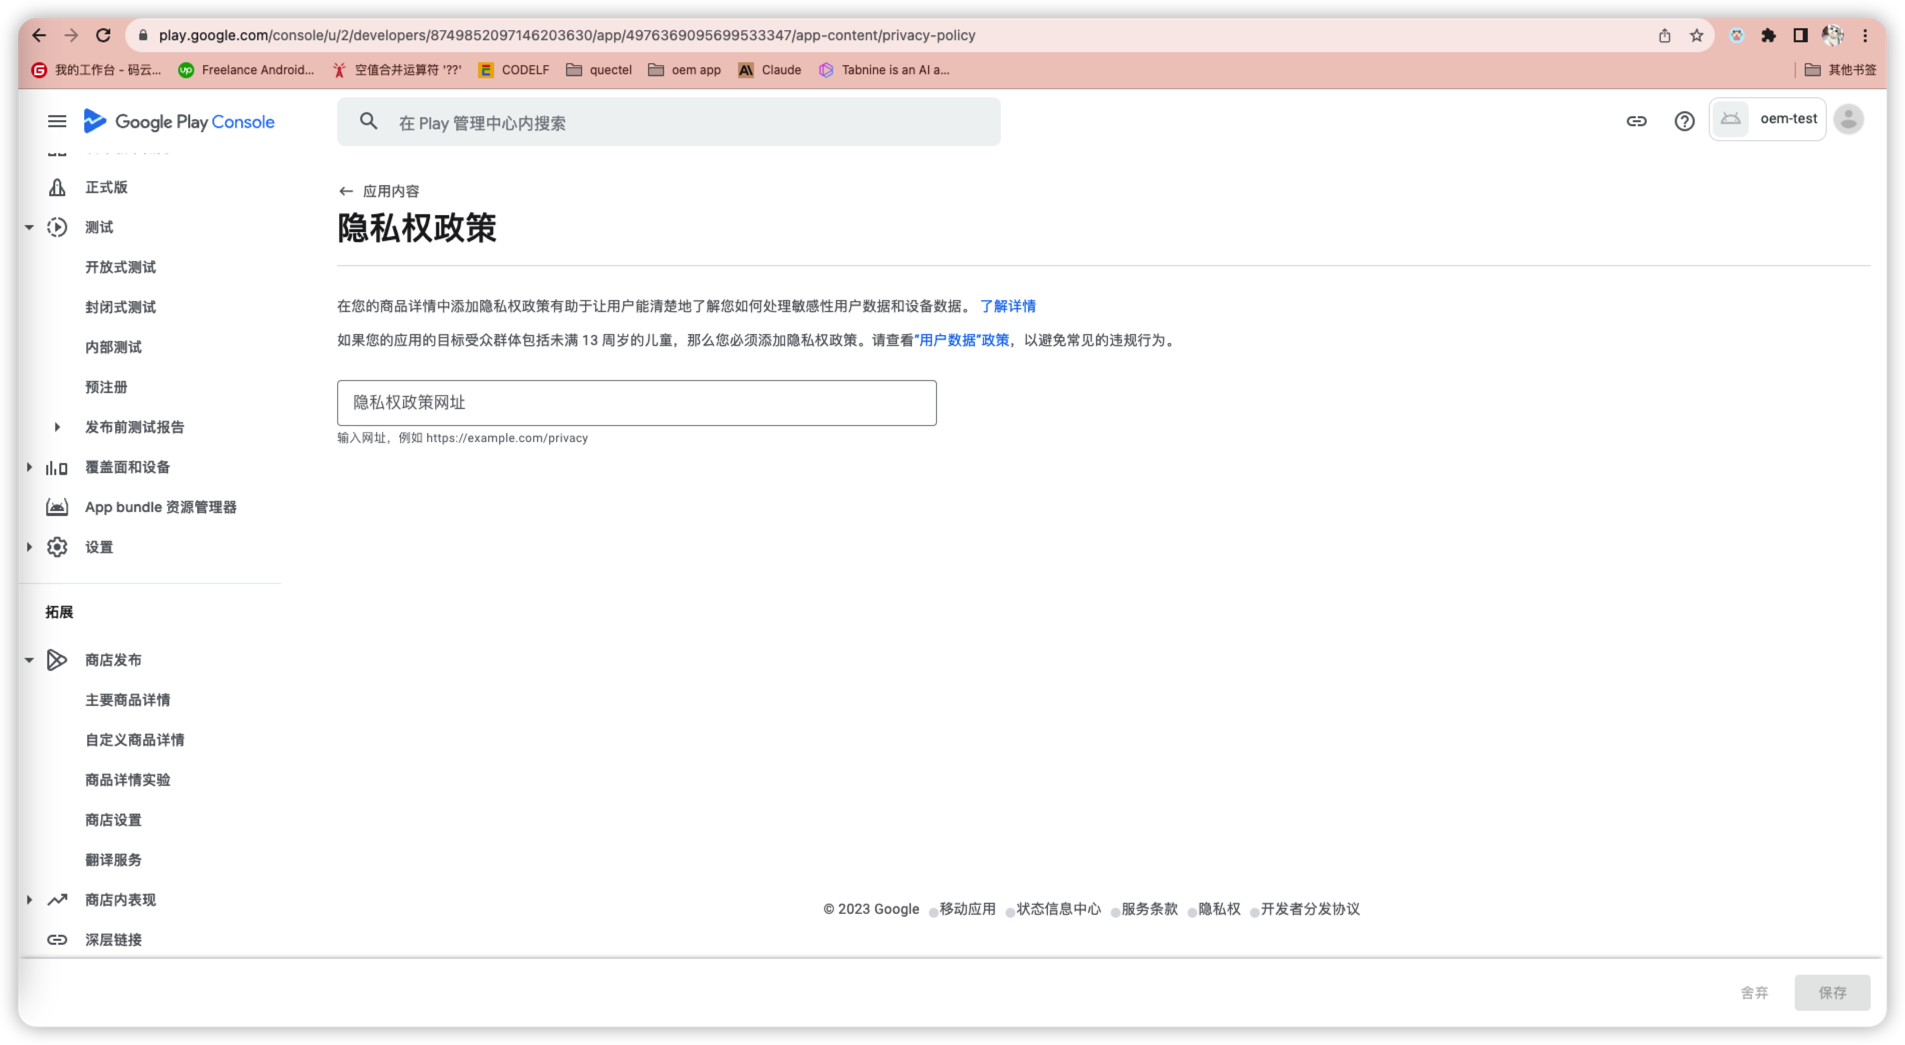 play.google.com/console/u/2/developers/8749852097146203630/app/4976369095699533347/app-content/privacy-policy
我的工作台 - 码云...
Freelance Android...
空值合并运算符 '??'
CODELF
quectel
oem app
Claude
Tabnine is an AI a...
其他书签
Google Play Console
在 Play 管理中心内搜索
oem-test
正式版
测试
开放式测试
封闭式测试
内部测试
预注册
发布前测试报告
覆盖面和设备
App bundle 资源管理器
设置
拓展
商店发布
主要商品详情
自定义商品详情
商品详情实验
商店设置
翻译服务
商店内表现
深层链接
应用内容
隐私权政策
在您的商品详情中添加隐私权政策有助于让用户能清楚地了解您如何处理敏感性用户数据和设备数据。 了解详情
如果您的应用的目标受众群体包括未满 13 周岁的儿童，那么您必须添加隐私权政策。请查看“用户数据”政策，以避免常见的违规行为。
隐私权政策网址
输入网址，例如 https://example.com/privacy
© 2023 Google 移动应用 状态信息中心 服务条款 隐私权 开发者分发协议
舍弃
保存